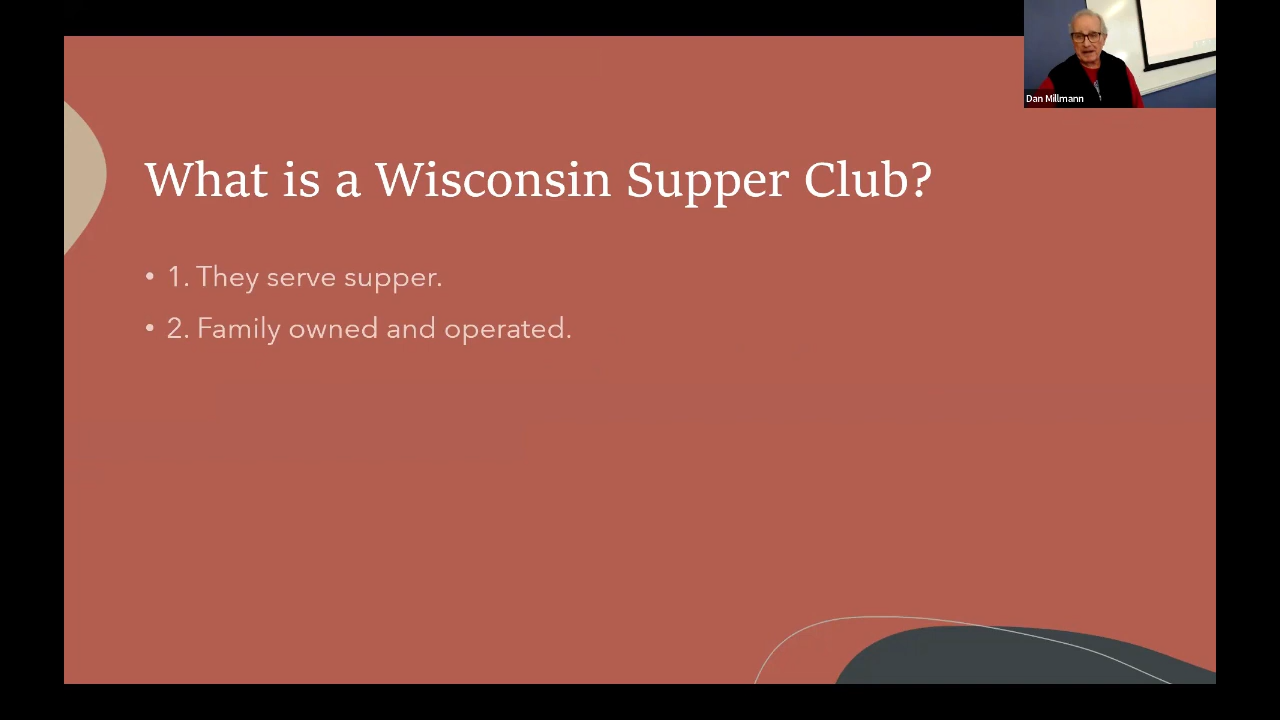 Dan Millmann
What is a Wisconsin Supper Club?
• 1. They serve supper.
• 2. Family owned and operated.